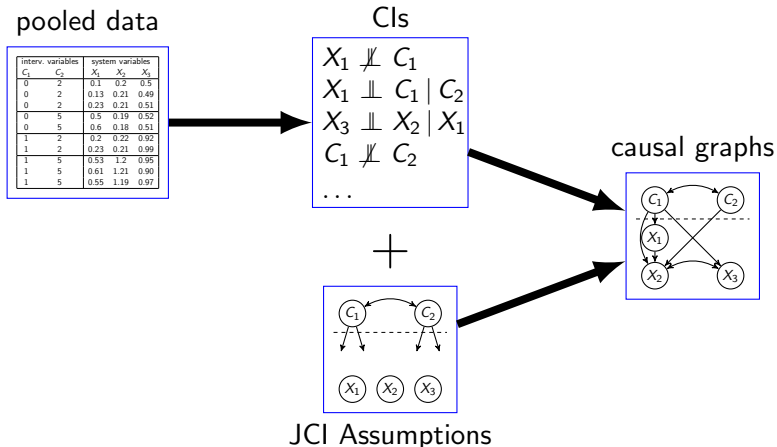 pooled data
interv. variables system variables
C₁ C₂ X₁ X₂ X₃
0 2 0.1 0.2 0.5
0 2 0.13 0.21 0.49
0 2 0.23 0.21 0.51
0 5 0.5 0.19 0.52
0 5 0.6 0.18 0.51
1 2 0.2 0.22 0.92
1 2 0.23 0.21 0.99
1 5 0.53 1.2 0.95
1 5 0.61 1.21 0.90
1 5 0.55 1.19 0.97
CIs
X₁ ⫫̸ C₁
X₁ ⫫ C₁ | C₂
X₃ ⫫ X₂ | X₁
C₁ ⫫̸ C₂
...
+
C₁ C₂
X₁ X₂ X₃
JCI Assumptions
causal graphs
C₁ C₂
X₁
X₂ X₃